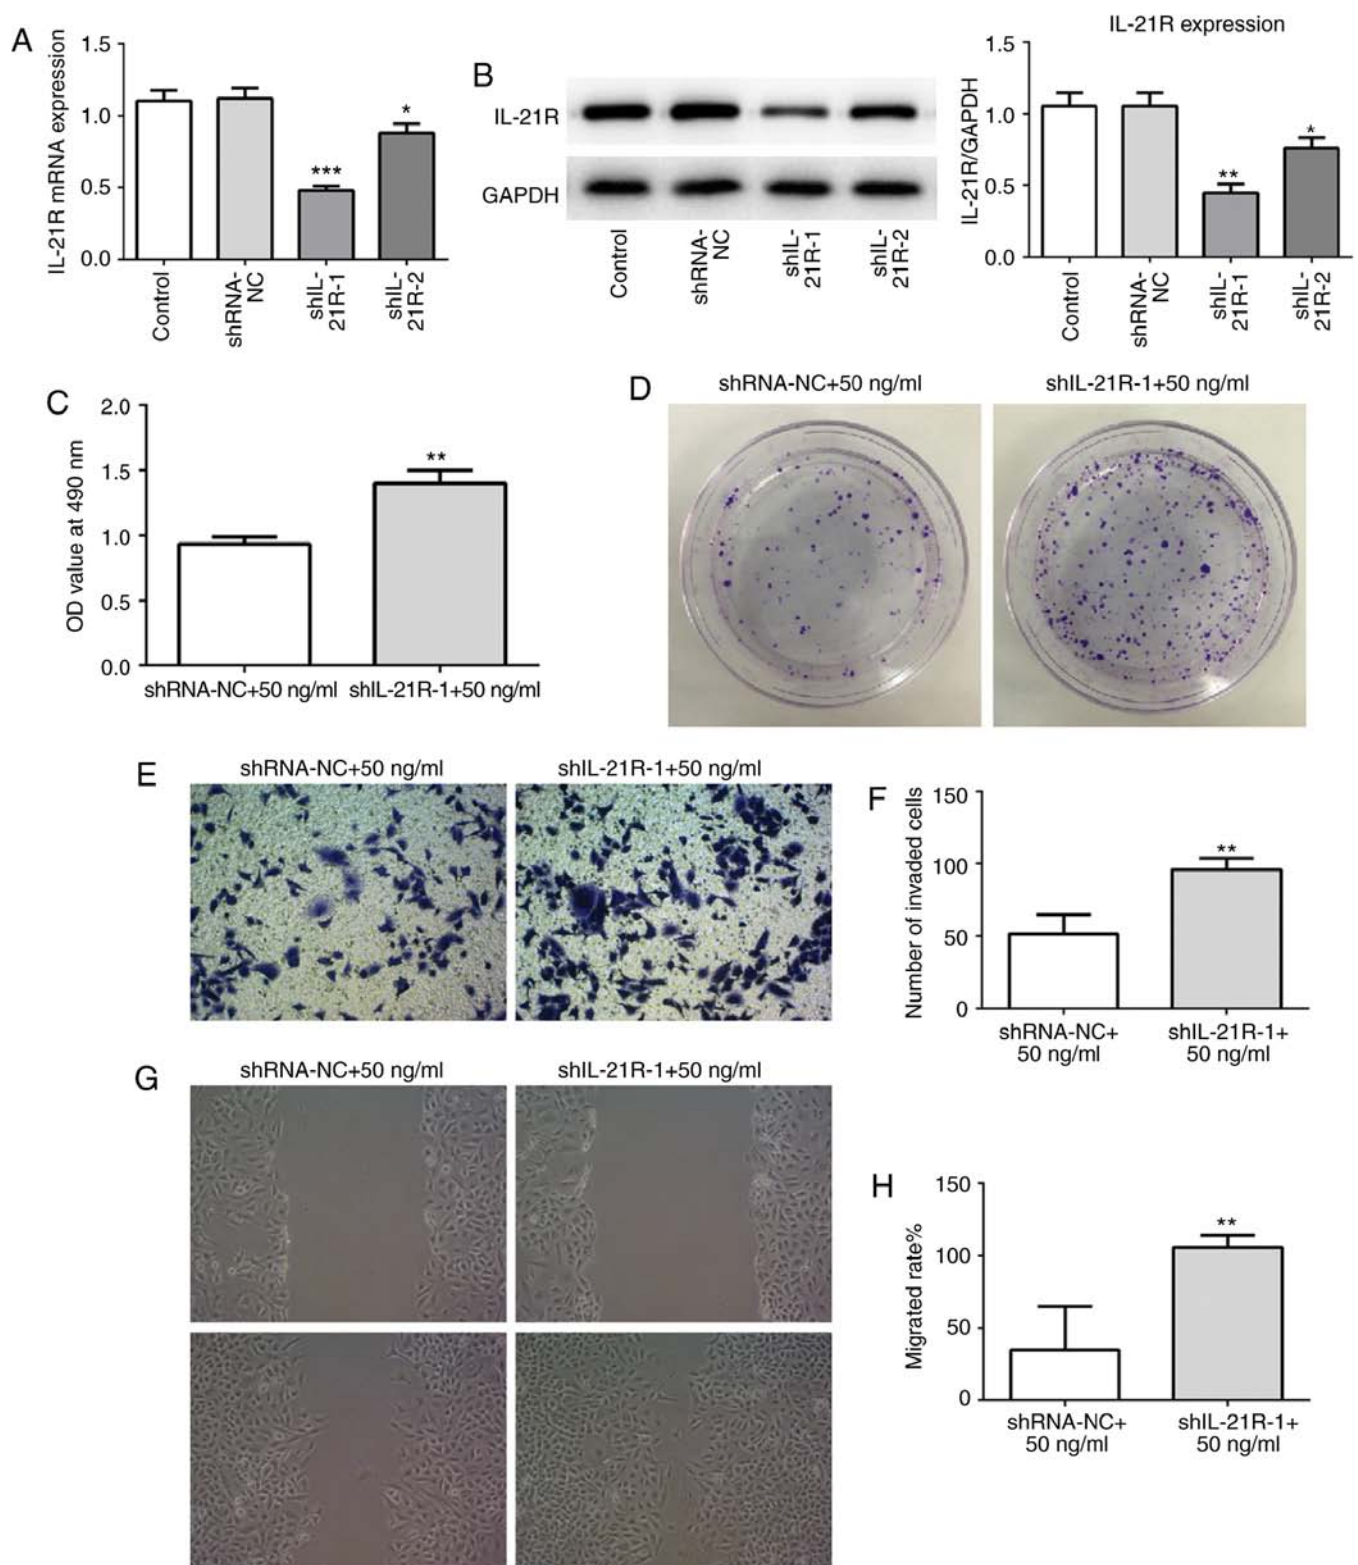 A
IL-21R mRNA expression
1.5
1.0
0.5
0.0
***
*
Control
shRNA-
NC
shIL-
21R-1
shIL-
21R-2
B
IL-21R
GAPDH
Control
shRNA-
NC
shIL-
21R-1
shIL-
21R-2
IL-21R expression
IL-21R/GAPDH
1.5
1.0
0.5
0.0
**
*
Control
shRNA-
NC
shIL-
21R-1
shIL-
21R-2
C
OD value at 490 nm
2.0
1.5
1.0
0.5
0.0
**
shRNA-NC+50 ng/ml
shIL-21R-1+50 ng/ml
D
shRNA-NC+50 ng/ml
shIL-21R-1+50 ng/ml
E
shRNA-NC+50 ng/ml
shIL-21R-1+50 ng/ml
F
Number of invaded cells
150
100
50
0
**
shRNA-NC+
50 ng/ml
shIL-21R-1+
50 ng/ml
G
shRNA-NC+50 ng/ml
shIL-21R-1+50 ng/ml
H
Migrated rate%
150
100
50
0
**
shRNA-NC+
50 ng/ml
shIL-21R-1+
50 ng/ml